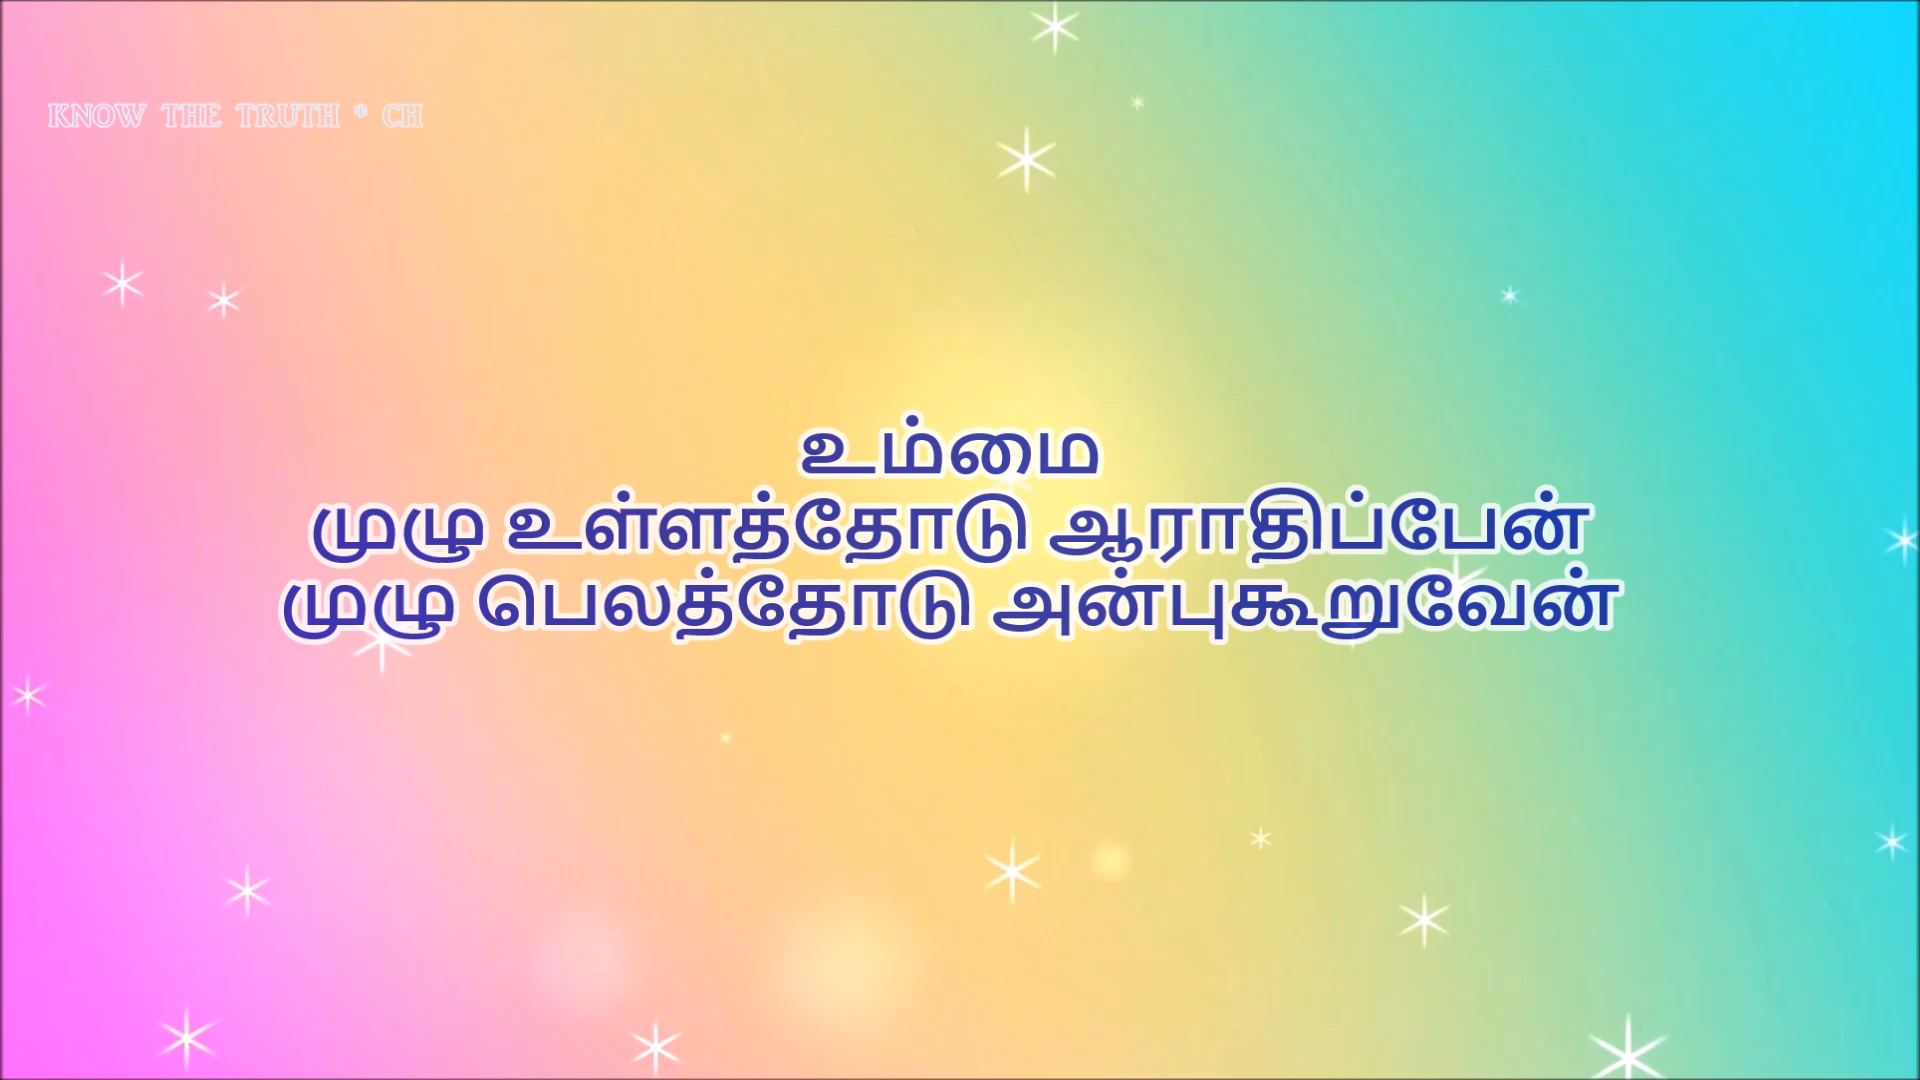 KNOW THE TRUTH * CH
உம்மை
முழு உள்ளத்தோடு ஆராதிப்பேன்
முழு பெலத்தோடு அன்புகூறுவேன்